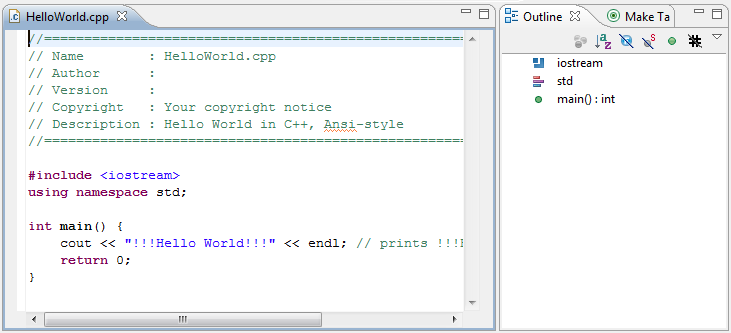 HelloWorld.cpp
//====================================================
// Name        : HelloWorld.cpp
// Author      :
// Version     :
// Copyright   : Your copyright notice
// Description : Hello World in C++, Ansi-style
//====================================================
#include <iostream>
using namespace std;
int main() {
    cout << "!!!Hello World!!!" << endl; // prints !!!
    return 0;
}
Outline
Make Ta
iostream
std
main() : int